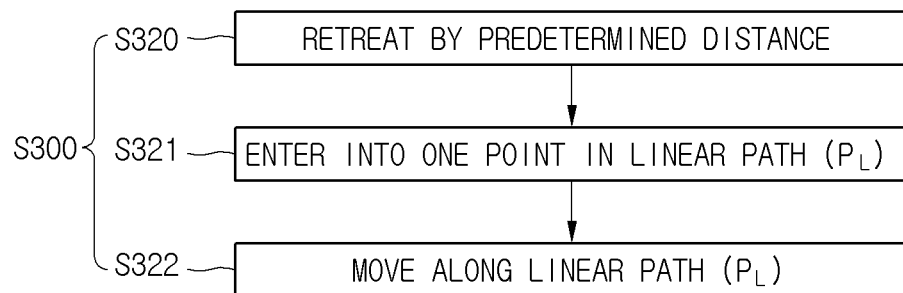 S320 RETREAT BY PREDETERMINED DISTANCE
S300 S321 ENTER INTO ONE POINT IN LINEAR PATH (PL)
S322 MOVE ALONG LINEAR PATH (PL)